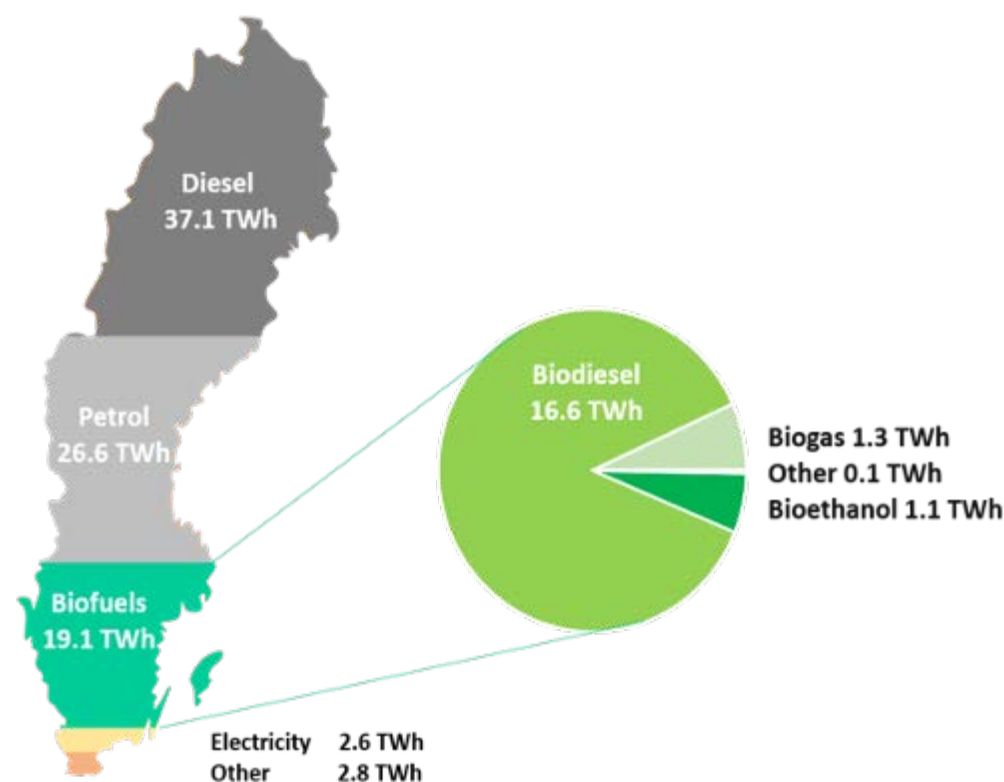 Diesel
37.1 TWh
Petrol
26.6 TWh
Biofuels
19.1 TWh
Electricity 2.6 TWh
Other 2.8 TWh
Biodiesel
16.6 TWh
Biogas 1.3 TWh
Other 0.1 TWh
Bioethanol 1.1 TWh